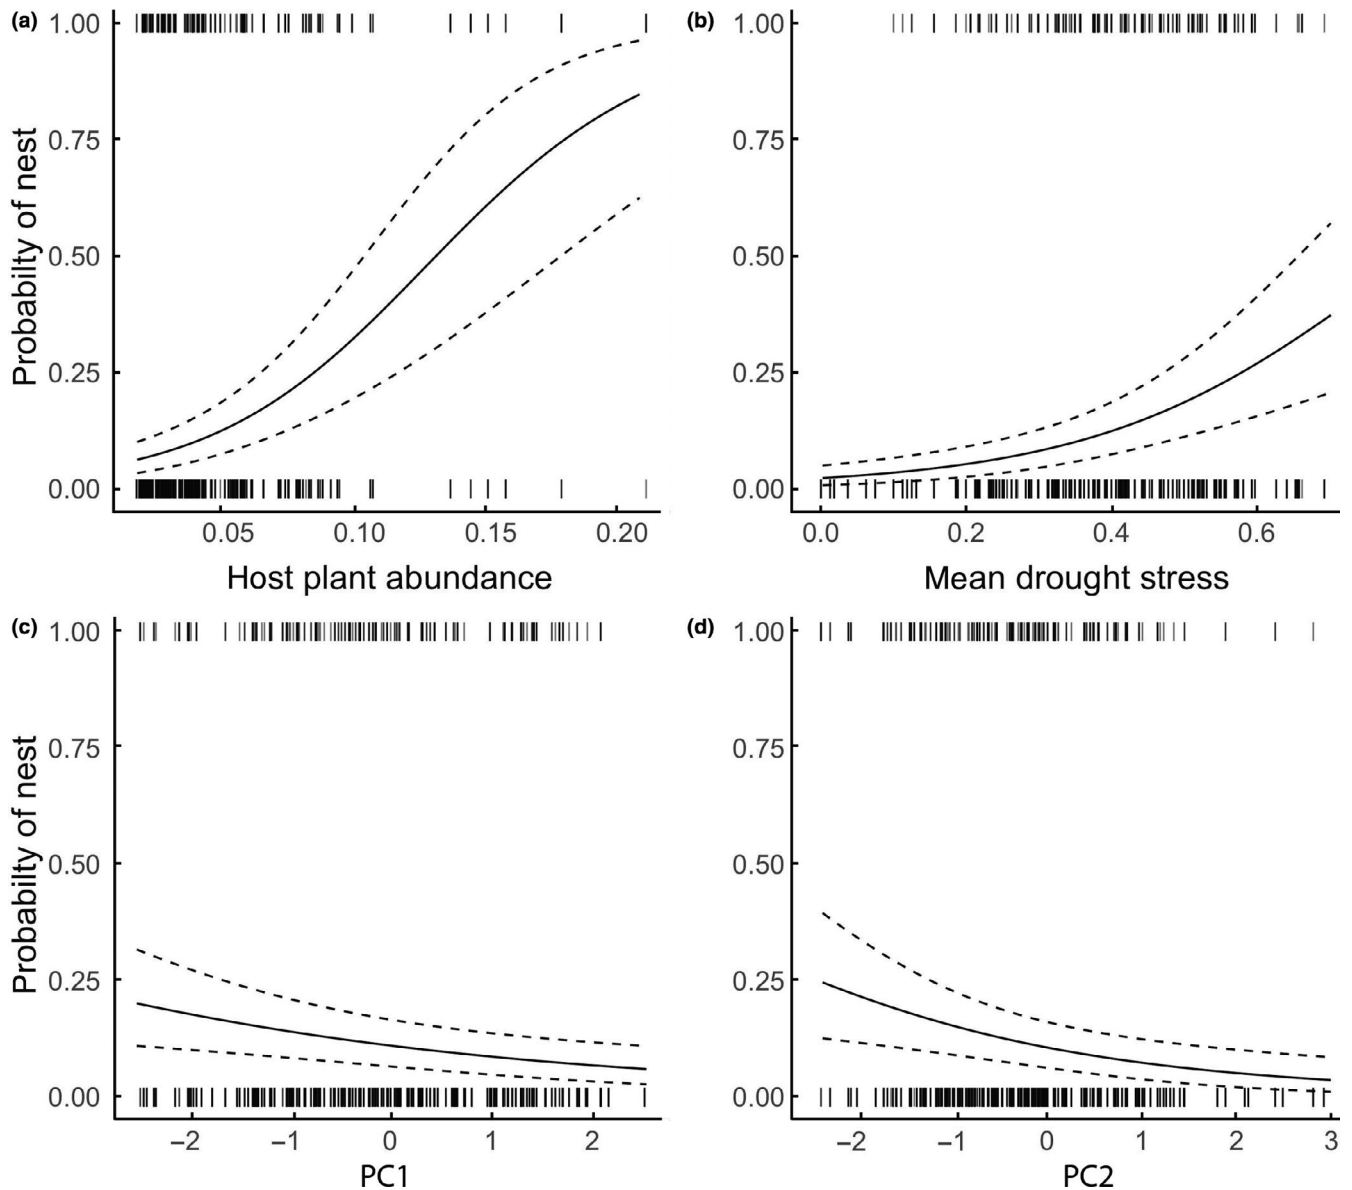 (a)
1.00
0.75
0.50
0.25
0.00
Probabilty of nest
0.05 0.10 0.15 0.20
Host plant abundance
(b)
1.00
0.75
0.50
0.25
0.00
0.0 0.2 0.4 0.6
Mean drought stress
(c)
1.00
0.75
0.50
0.25
0.00
Probabilty of nest
−2 −1 0 1 2
PC1
(d)
1.00
0.75
0.50
0.25
0.00
−2 −1 0 1 2 3
PC2